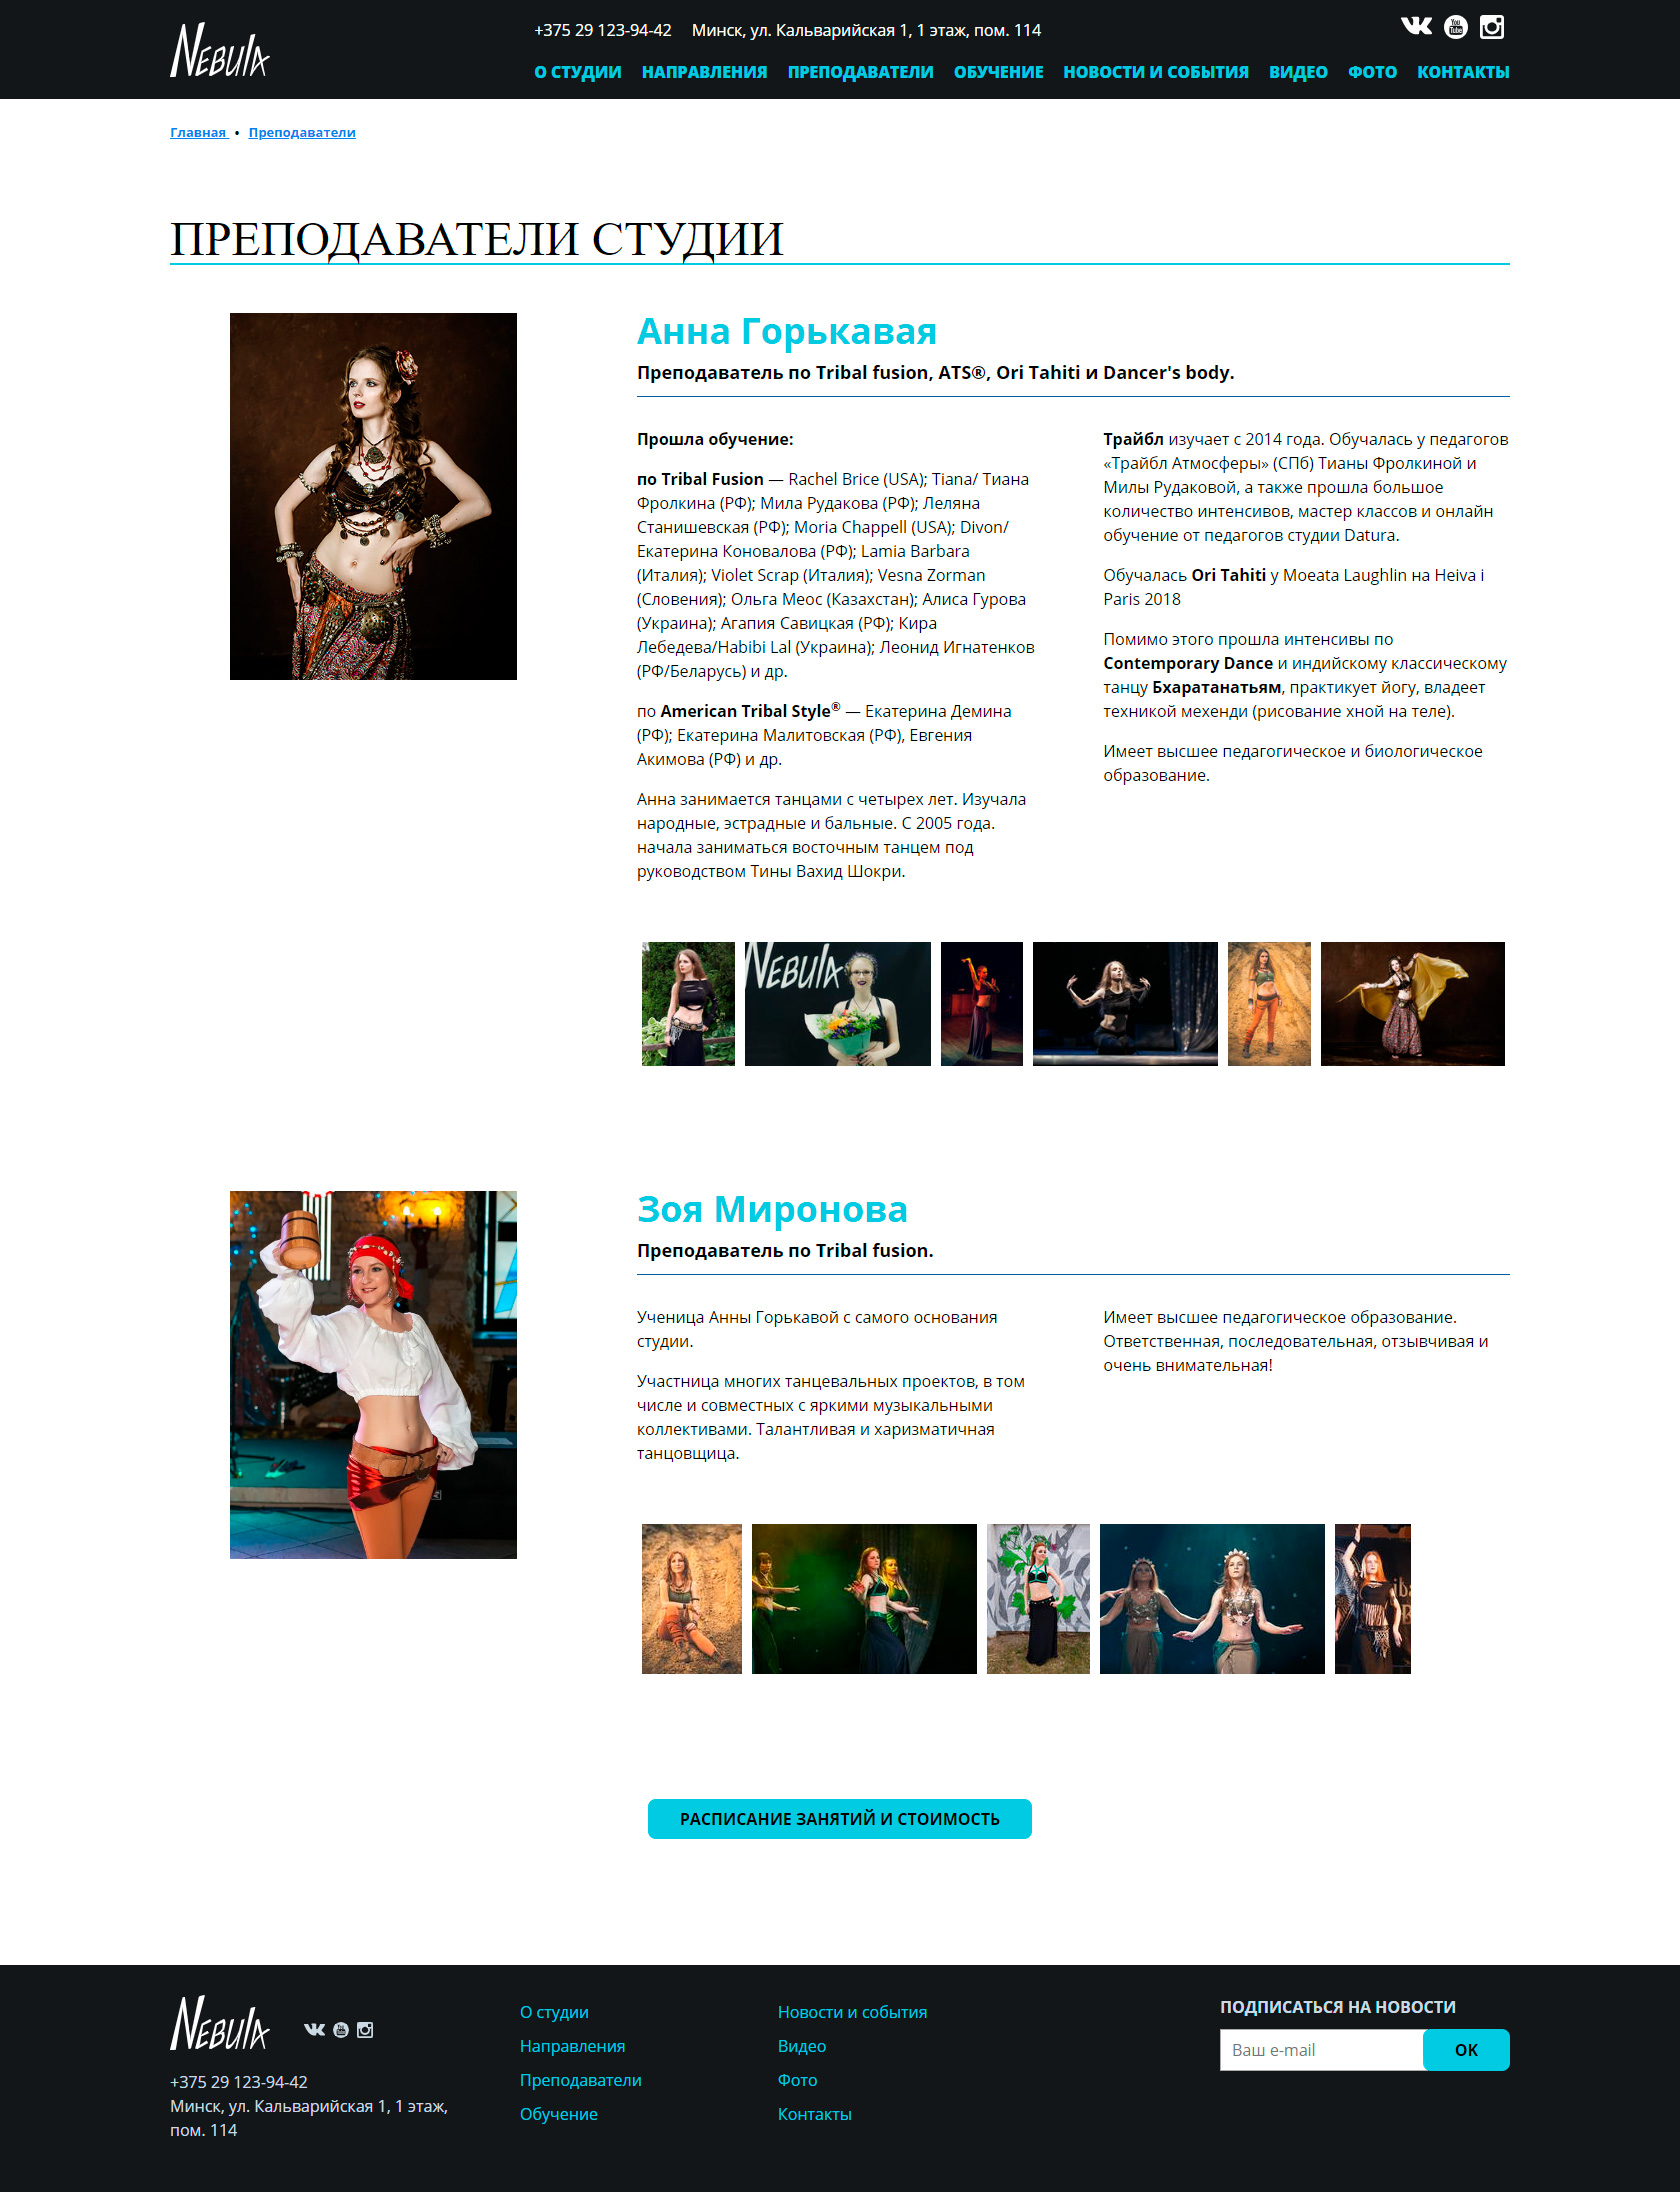 NEBULA
+375 29 123-94-42 Минск, ул. Кальварийская 1, 1 этаж, пом. 114
О СТУДИИ НАПРАВЛЕНИЯ ПРЕПОДАВАТЕЛИ ОБУЧЕНИЕ НОВОСТИ И СОБЫТИЯ ВИДЕО ФОТО КОНТАКТЫ
Главная • Преподаватели
ПРЕПОДАВАТЕЛИ СТУДИИ
Анна Горькавая
Преподаватель по Tribal fusion, ATS®, Ori Tahiti и Dancer's body.
Прошла обучение:
по Tribal Fusion — Rachel Brice (USA); Tiana/ Тиана
Фролкина (РФ); Мила Рудакова (РФ); Леляна
Станишевская (РФ); Moria Chappell (USA); Divon/
Екатерина Коновалова (РФ); Lamia Barbara
(Италия); Violet Scrap (Италия); Vesna Zorman
(Словения); Ольга Меос (Казахстан); Алиса Гурова
(Украина); Агапия Савицкая (РФ); Кира
Лебедева/Habibi Lal (Украина); Леонид Игнатенков
(РФ/Беларусь) и др.
по American Tribal Style® — Екатерина Демина
(РФ); Екатерина Малитовская (РФ), Евгения
Акимова (РФ) и др.
Анна занимается танцами с четырех лет. Изучала
народные, эстрадные и бальные. С 2005 года.
начала заниматься восточным танцем под
руководством Тины Вахид Шокри.
Трайбл изучает с 2014 года. Обучалась у педагогов
«Трайбл Атмосферы» (СПб) Тианы Фролкиной и
Милы Рудаковой, а также прошла большое
количество интенсивов, мастер классов и онлайн
обучение от педагогов студии Datura.
Обучалась Ori Tahiti у Moeata Laughlin на Heiva i
Paris 2018
Помимо этого прошла интенсивы по
Contemporary Dance и индийскому классическому
танцу Бхаратанатьям, практикует йогу, владеет
техникой мехенди (рисование хной на теле).
Имеет высшее педагогическое и биологическое
образование.
NEBULA
Зоя Миронова
Преподаватель по Tribal fusion.
Ученица Анны Горькавой с самого основания
студии.
Участница многих танцевальных проектов, в том
числе и совместных с яркими музыкальными
коллективами. Талантливая и харизматичная
танцовщица.
Имеет высшее педагогическое образование.
Ответственная, последовательная, отзывчивая и
очень внимательная!
РАСПИСАНИЕ ЗАНЯТИЙ И СТОИМОСТЬ
NEBULA
+375 29 123-94-42
Минск, ул. Кальварийская 1, 1 этаж,
пом. 114
О студии
Направления
Преподаватели
Обучение
Новости и события
Видео
Фото
Контакты
ПОДПИСАТЬСЯ НА НОВОСТИ
Ваш e-mail OK